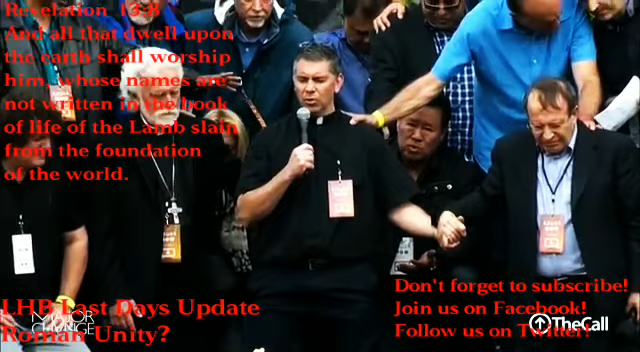 Revelation 13:8
And all that dwell upon
the earth shall worship
him, whose names are
not written in the book
of life of the Lamb slain
from the foundation
of the world.
LHB Last Days Update
Roman Unity?
MAJOR
CHANGE
Don't forget to subscribe!
Join us on Facebook!
Follow us on Twitter!
TheCall